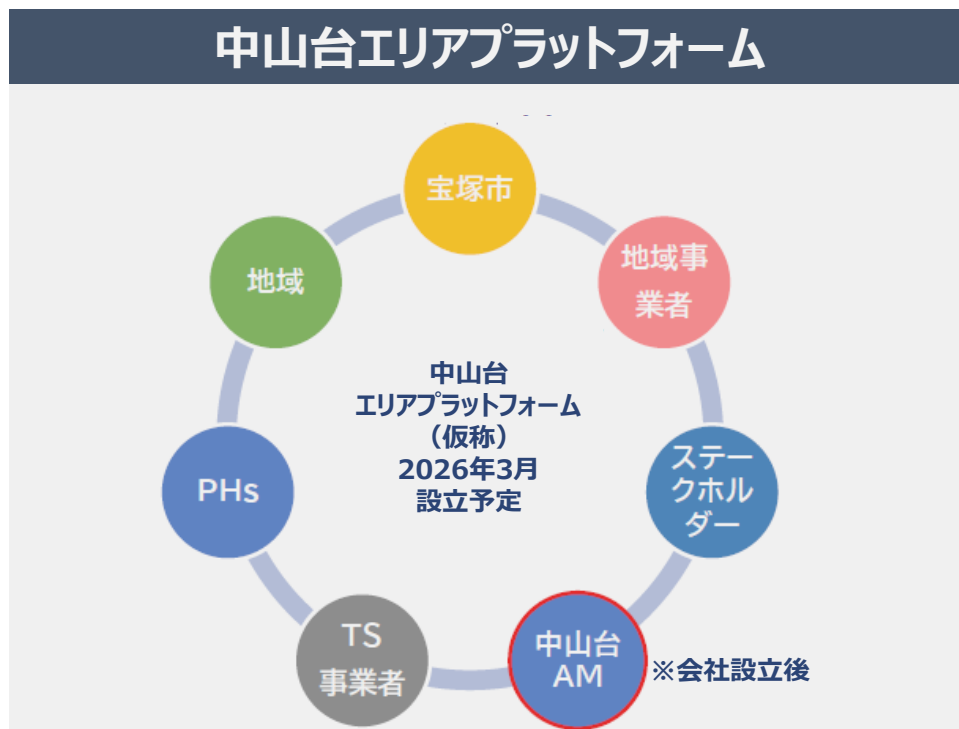 中山台エリアプラットフォーム
宝塚市
地域
地域事
業者
中山台
エリアプラットフォーム
（仮称）
2026年3月
設立予定
PHs
ステー
クホル
ダー
TS
事業者
中山台
AM
※会社設立後